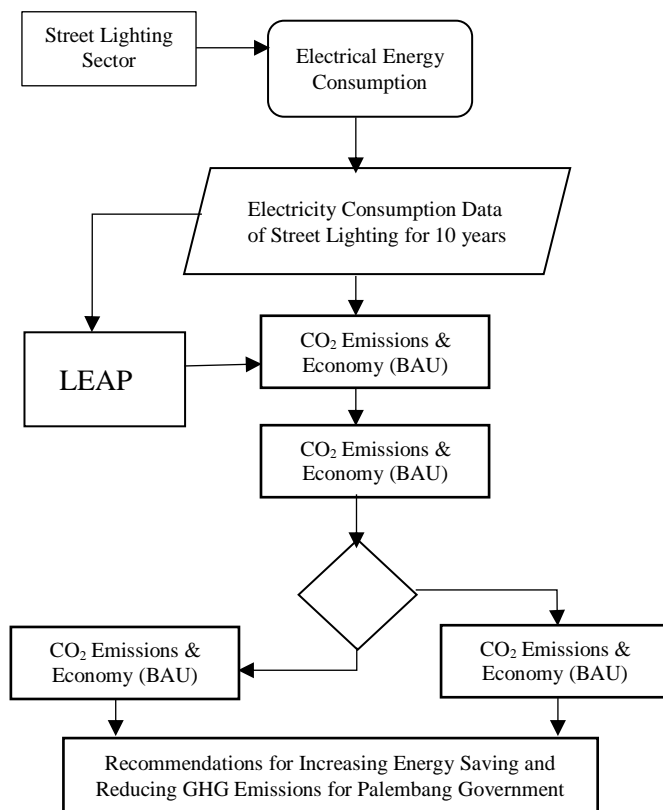 Street Lighting
Sector
Electrical Energy
Consumption
Electricity Consumption Data
of Street Lighting for 10 years
LEAP
CO₂ Emissions &
Economy (BAU)
CO₂ Emissions &
Economy (BAU)
CO₂ Emissions &
Economy (BAU)
CO₂ Emissions &
Economy (BAU)
Recommendations for Increasing Energy Saving and
Reducing GHG Emissions for Palembang Government